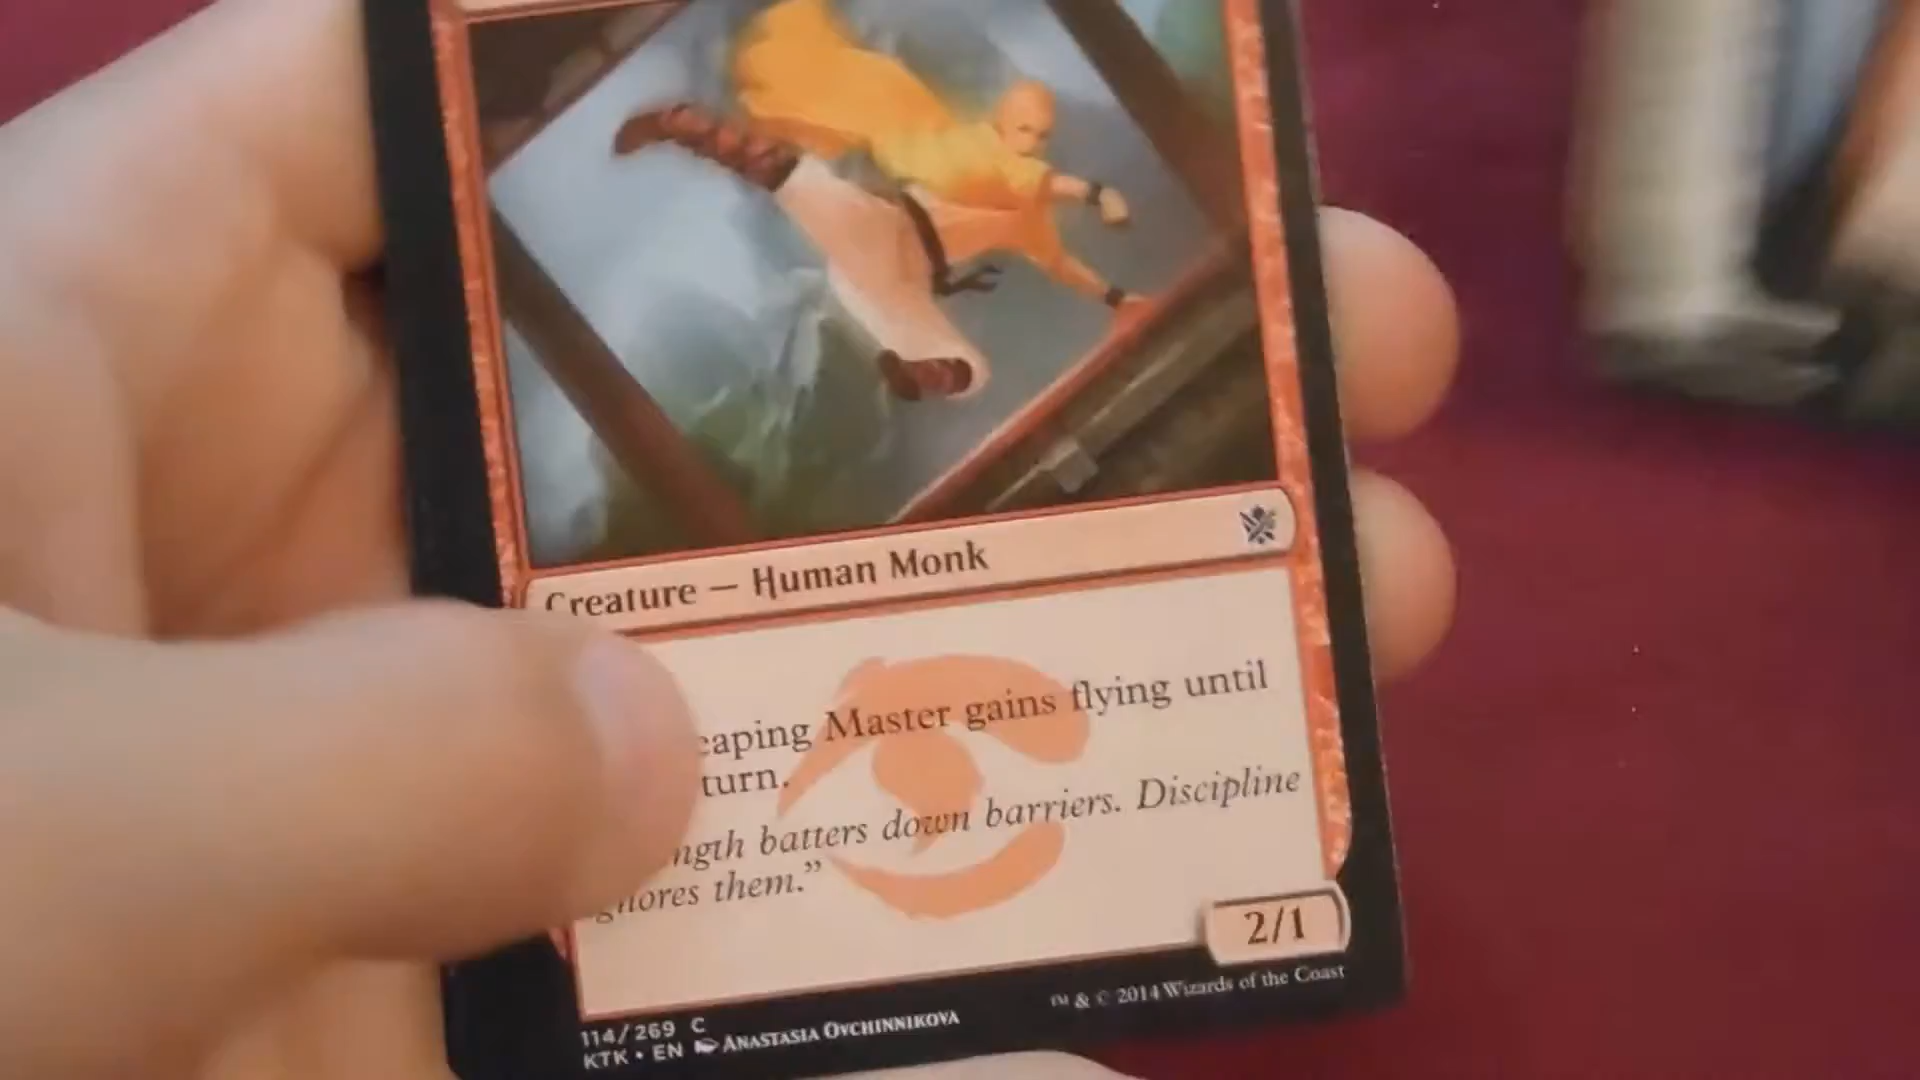 Creature — Human Monk
eaping Master gains flying until
turn.
ngth batters down barriers. Discipline
gnores them.”
2/1
™ & © 2014 Wizards of the Coast
114/269 C
KTK • EN ANASTASIA OVCHINNIKOVA